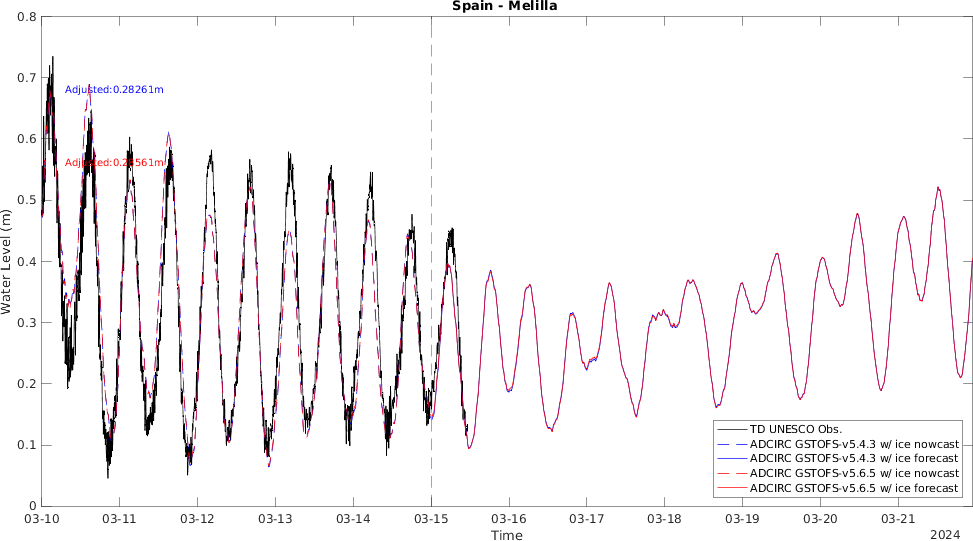 Spain - Melilla
0.8
0.7
0.6
0.5
0.4
0.3
0.2
0.1
0
Water Level (m)
Adjusted:0.28261m
TD UNESCO Obs.
ADCIRC GSTOFS-v5.4.3 w/ ice nowcast
ADCIRC GSTOFS-v5.4.3 w/ ice forecast
ADCIRC GSTOFS-v5.6.5 w/ ice nowcast
ADCIRC GSTOFS-v5.6.5 w/ ice forecast
03-10 03-11 03-12 03-13 03-14 03-15 03-16 03-17 03-18 03-19 03-20 03-21
Time
2024